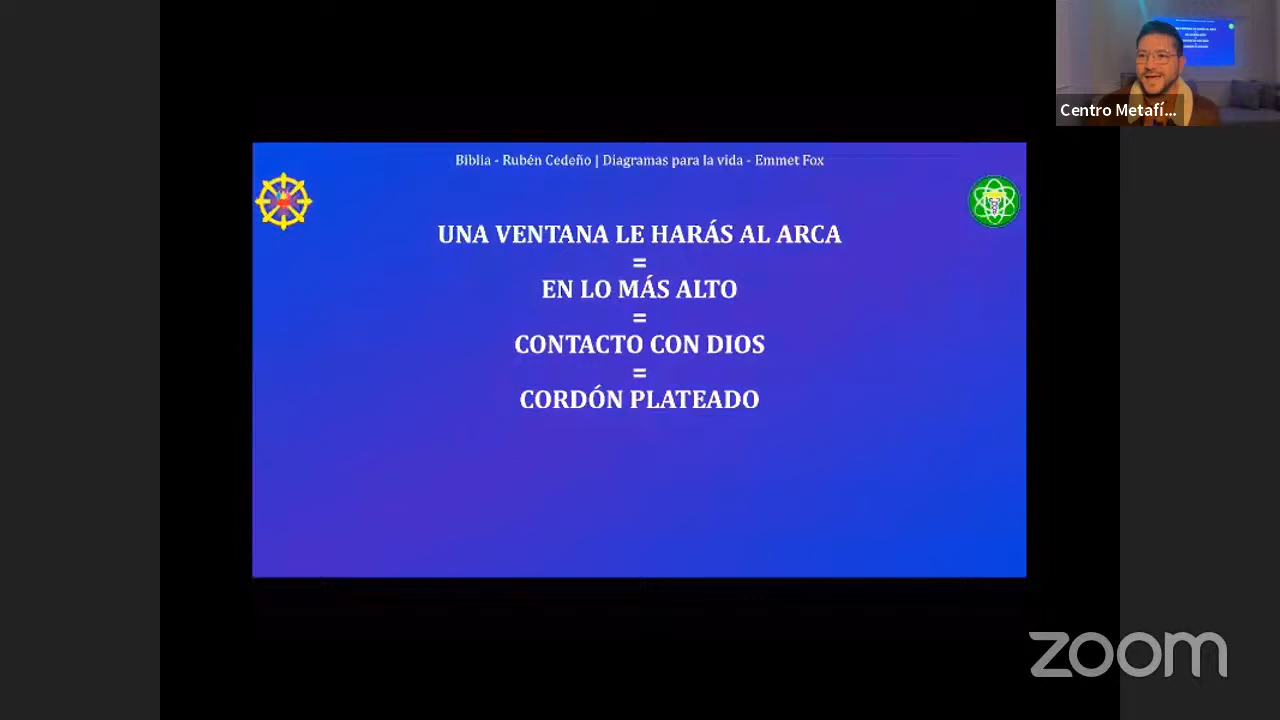 Biblia - Rubén Cedeño | Diagramas para la vida - Emmet Fox
UNA VENTANA LE HARÁS AL ARCA
=
EN LO MÁS ALTO
=
CONTACTO CON DIOS
=
CORDÓN PLATEADO
Centro Metafí...
zoom